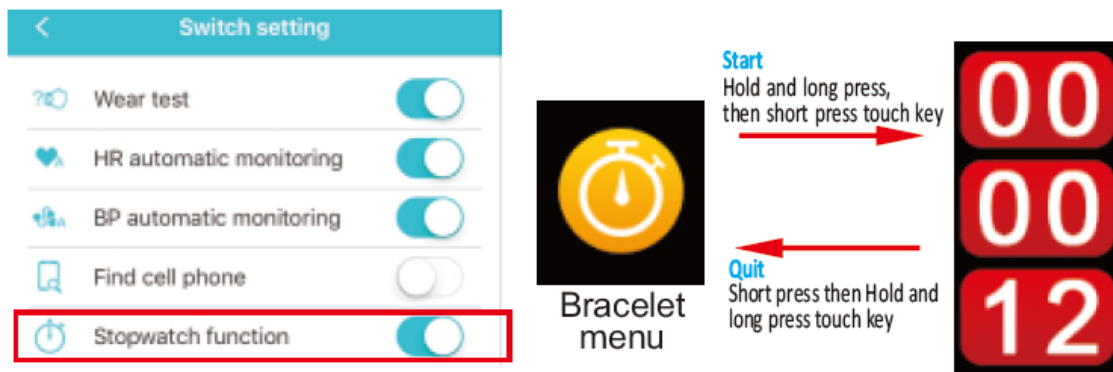 Switch setting
Wear test
HR automatic monitoring
BP automatic monitoring
Find cell phone
Stopwatch function
Bracelet
menu
Start
Hold and long press,
then short press touch key
Quit
Short press then Hold and
long press touch key
00
00
12